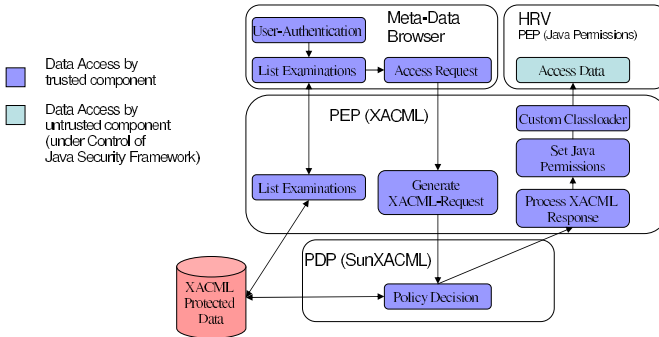 Data Access by
trusted component
Data Access by
untrusted component
(under Control of
Java Security Framework)
Meta-Data
Browser
User-Authentication
List Examinations
Access Request
HRV
PEP (Java Permissions)
Access Data
PEP (XACML)
Custom Classloader
Set Java
Permissions
List Examinations
Generate
XACML-Request
Process XACML
Response
PDP (SunXACML)
Policy Decision
XACML
Protected
Data